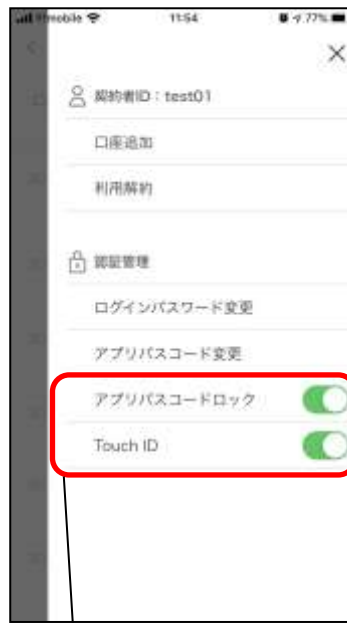 mobile 11:54 77%
契約者ID：test01
口座追加
利用解約
認証管理
ログインパスワード変更
アプリパスコード変更
アプリパスコードロック
Touch ID